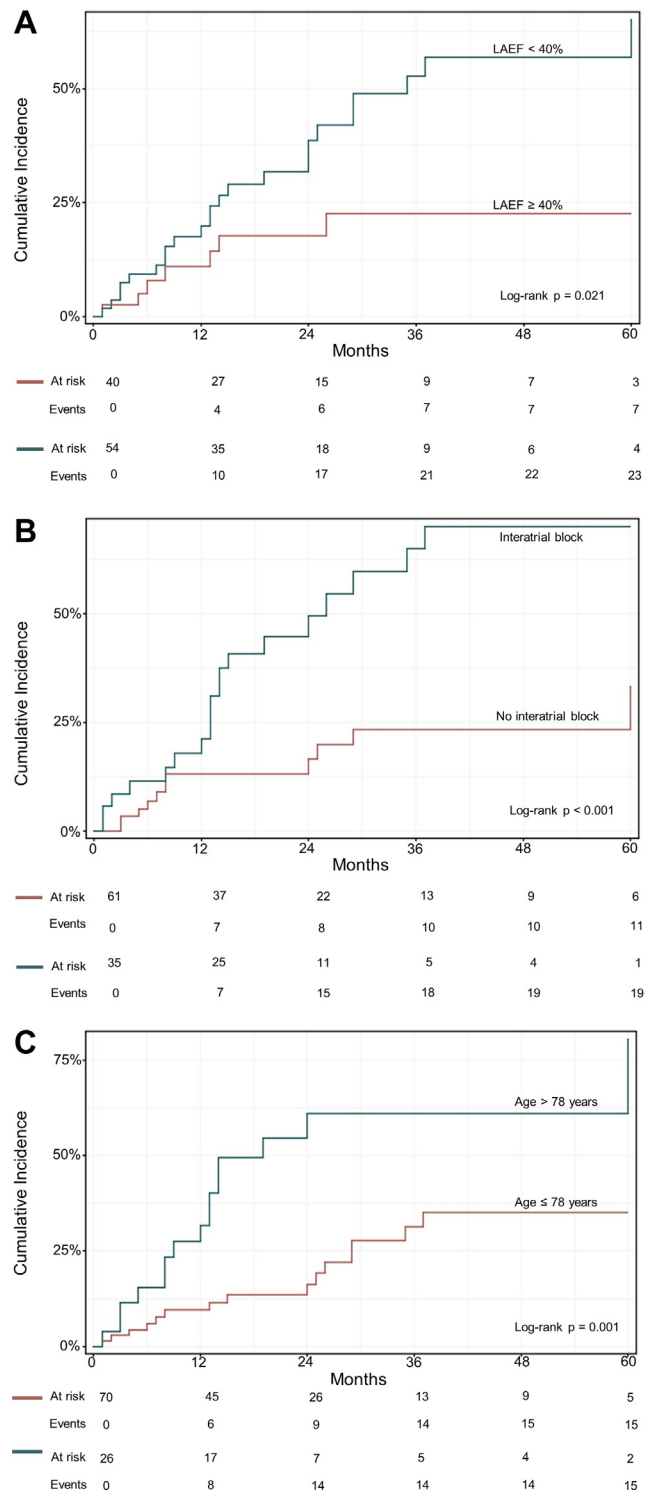 A
Cumulative Incidence
50%
25%
0%
LAEF < 40%
LAEF ≥ 40%
Log-rank p = 0.021
0 12 24 36 48 60
Months
At risk 40 27 15 9 7 3
Events 0 4 6 7 7 7
At risk 54 35 18 9 6 4
Events 0 10 17 21 22 23
B
Cumulative Incidence
50%
25%
0%
Interatrial block
No interatrial block
Log-rank p < 0.001
0 12 24 36 48 60
Months
At risk 61 37 22 13 9 6
Events 0 7 8 10 10 11
At risk 35 25 11 5 4 1
Events 0 7 15 18 19 19
C
Cumulative Incidence
75%
50%
25%
0%
Age > 78 years
Age ≤ 78 years
Log-rank p = 0.001
0 12 24 36 48 60
Months
At risk 70 45 26 13 9 5
Events 0 6 9 14 15 15
At risk 26 17 7 5 4 2
Events 0 8 14 14 14 15